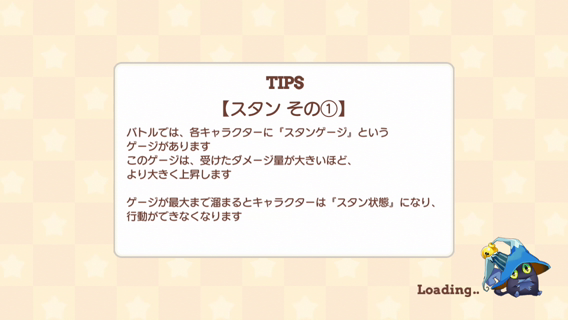 TIPS
【スタン その①】
バトルでは、各キャラクターに「スタンゲージ」という
ゲージがあります
このゲージは、受けたダメージ量が大きいほど、
より大きく上昇します
ゲージが最大まで溜まるとキャラクターは「スタン状態」になり、
行動ができなくなります
Loading..